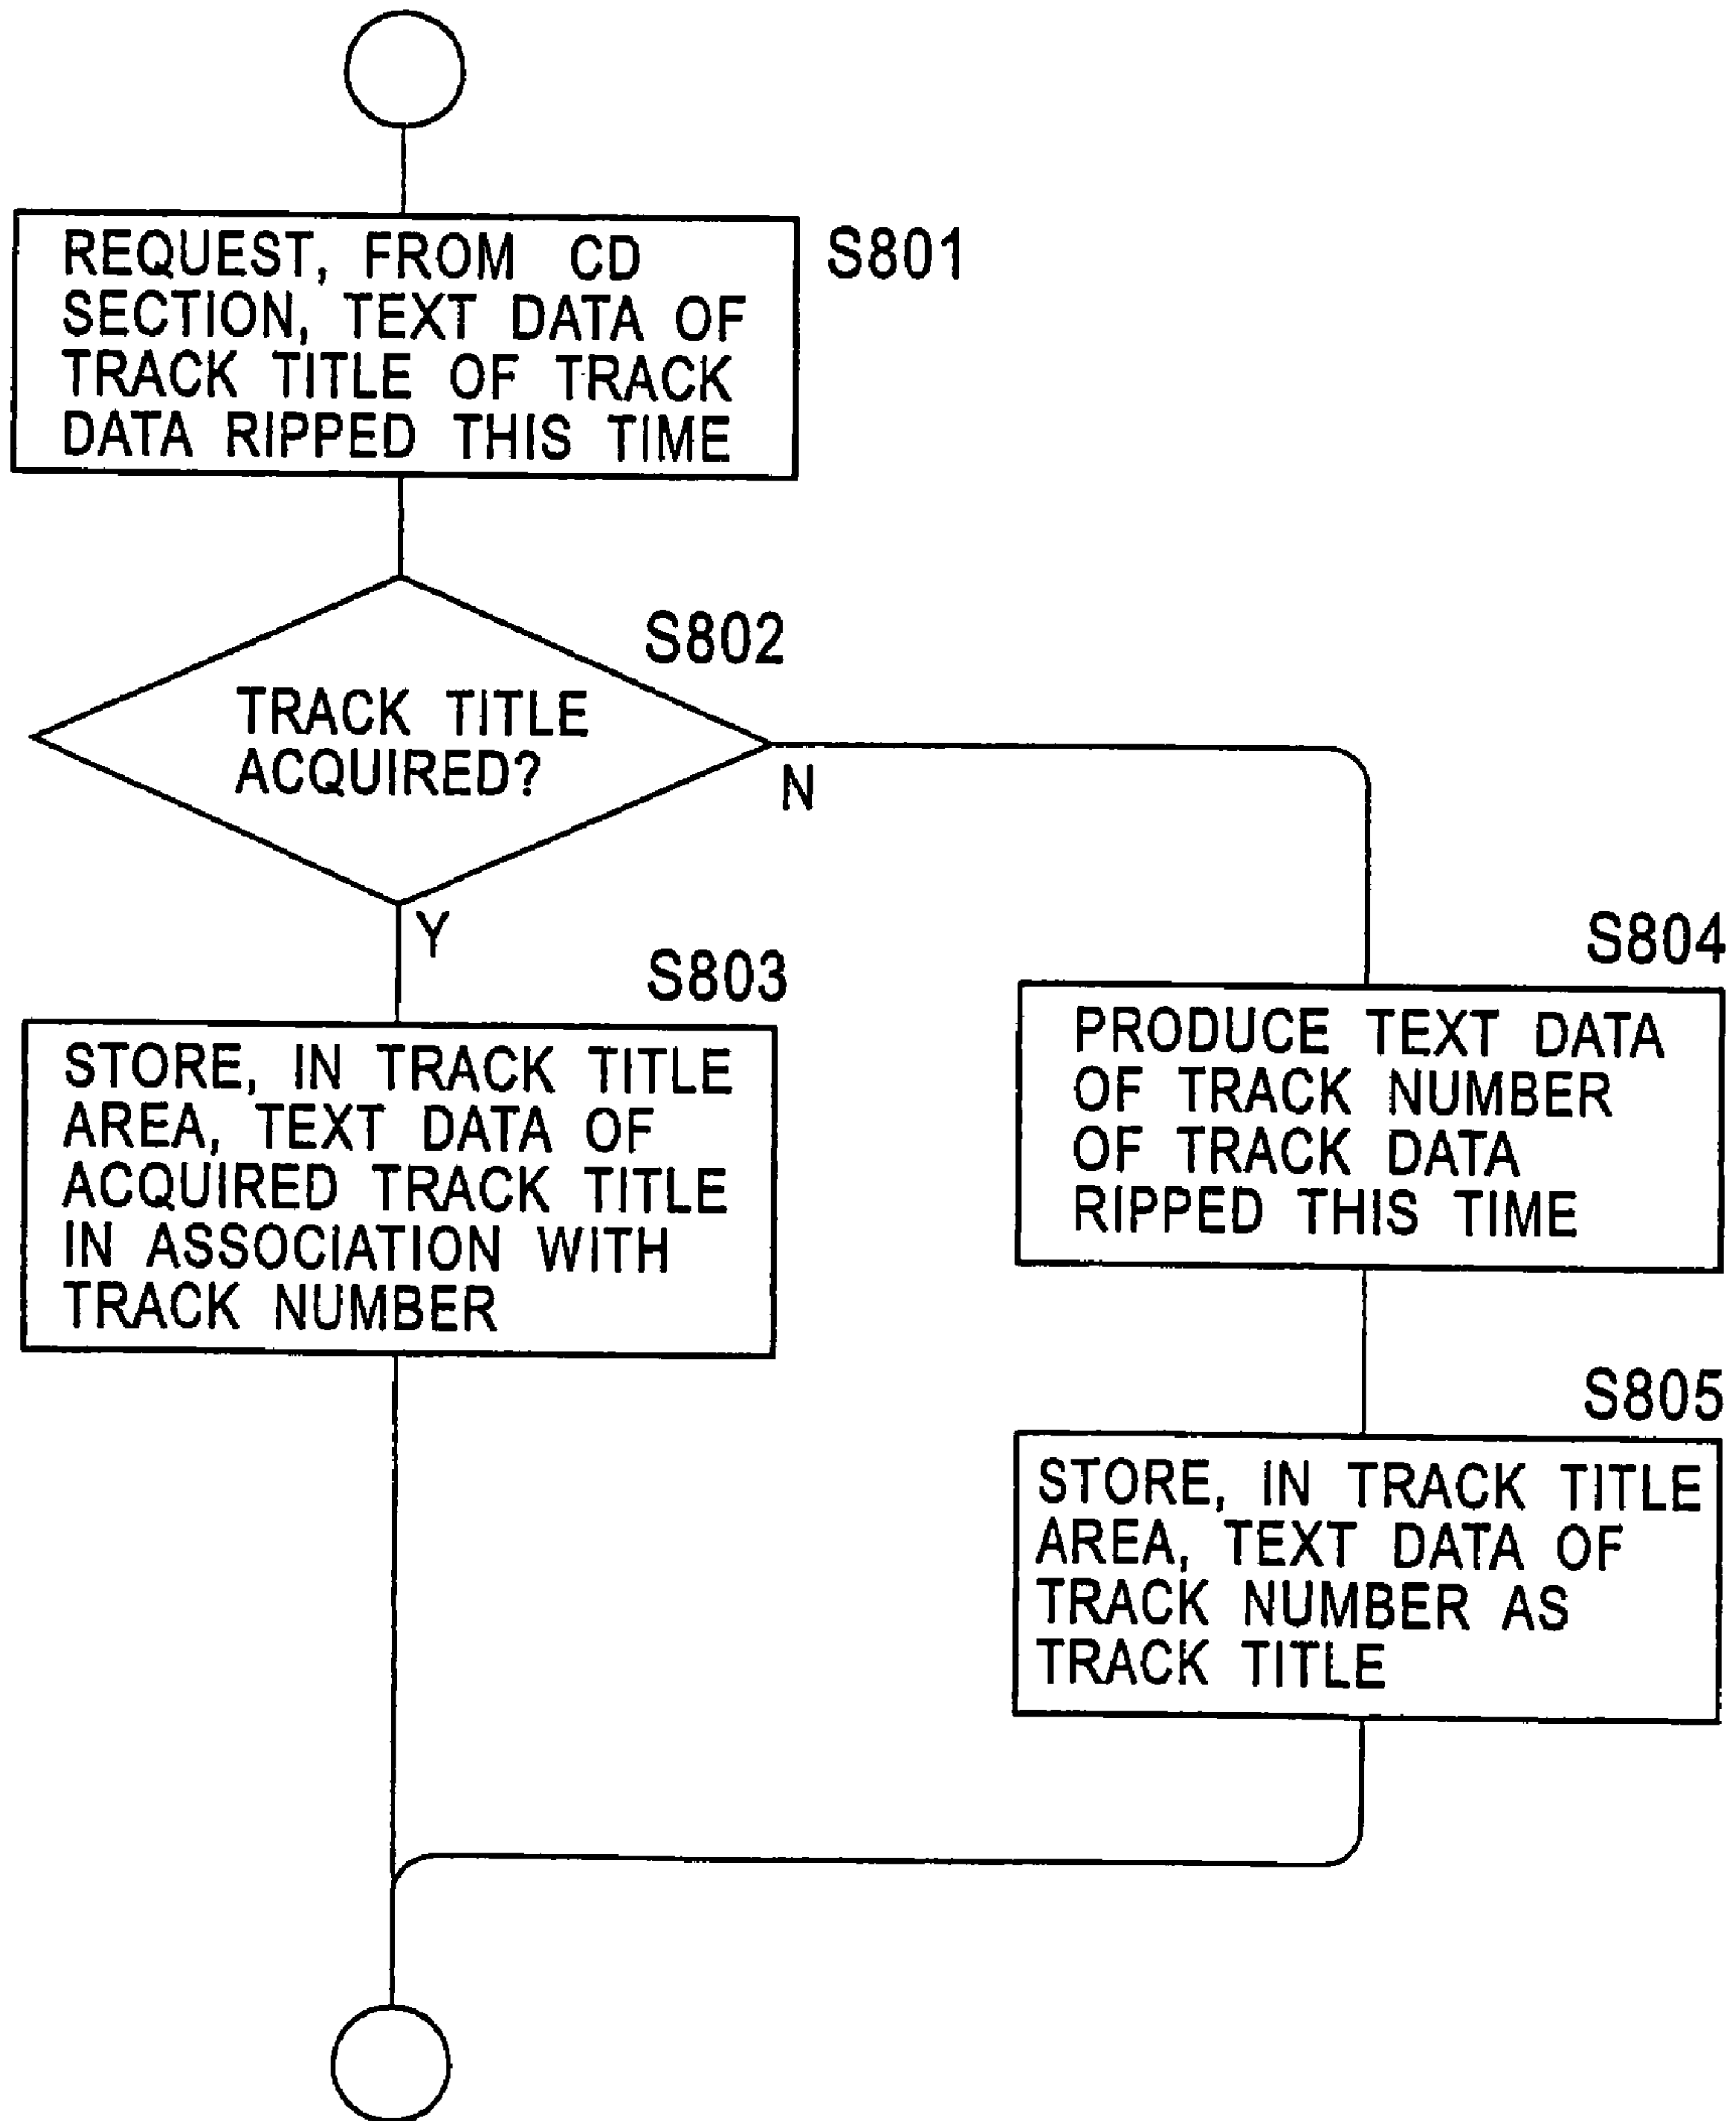 REQUEST, FROM CD
SECTION, TEXT DATA OF
TRACK TITLE OF TRACK
DATA RIPPED THIS TIME
S801
S802
TRACK TITLE
ACQUIRED?
N
Y
S803
STORE, IN TRACK TITLE
AREA, TEXT DATA OF
ACQUIRED TRACK TITLE
IN ASSOCIATION WITH
TRACK NUMBER
S804
PRODUCE TEXT DATA
OF TRACK NUMBER
OF TRACK DATA
RIPPED THIS TIME
S805
STORE, IN TRACK TITLE
AREA, TEXT DATA OF
TRACK NUMBER AS
TRACK TITLE